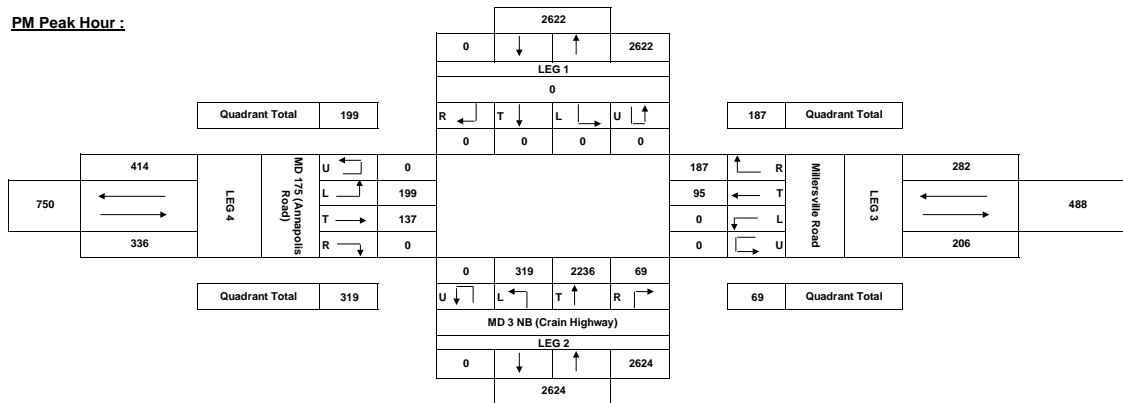 PM Peak Hour :
2622
0 2622
LEG 1
0
Quadrant Total 199
R T L U
187 Quadrant Total
0 0 0 0
414
U 0
187 R
282
750
LEG 4
MD 175 (Annapolis Road)
L 199
95 T
Millersville Road
LEG 3
488
T 137
0 L
336
R 0
0 U
206
0 319 2236 69
Quadrant Total 319
U L T R
69 Quadrant Total
MD 3 NB (Crain Highway)
LEG 2
0 2624
2624